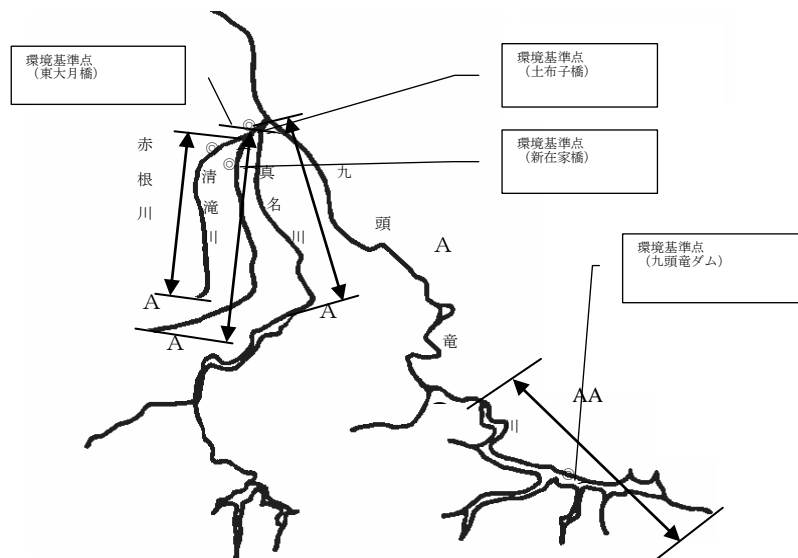 環境基準点
（東大月橋）
環境基準点
（土布子橋）
環境基準点
（新在家橋）
環境基準点
（九頭竜ダム）
赤根川
清滝川
真名川
九頭竜川
A
A
A
A
AA